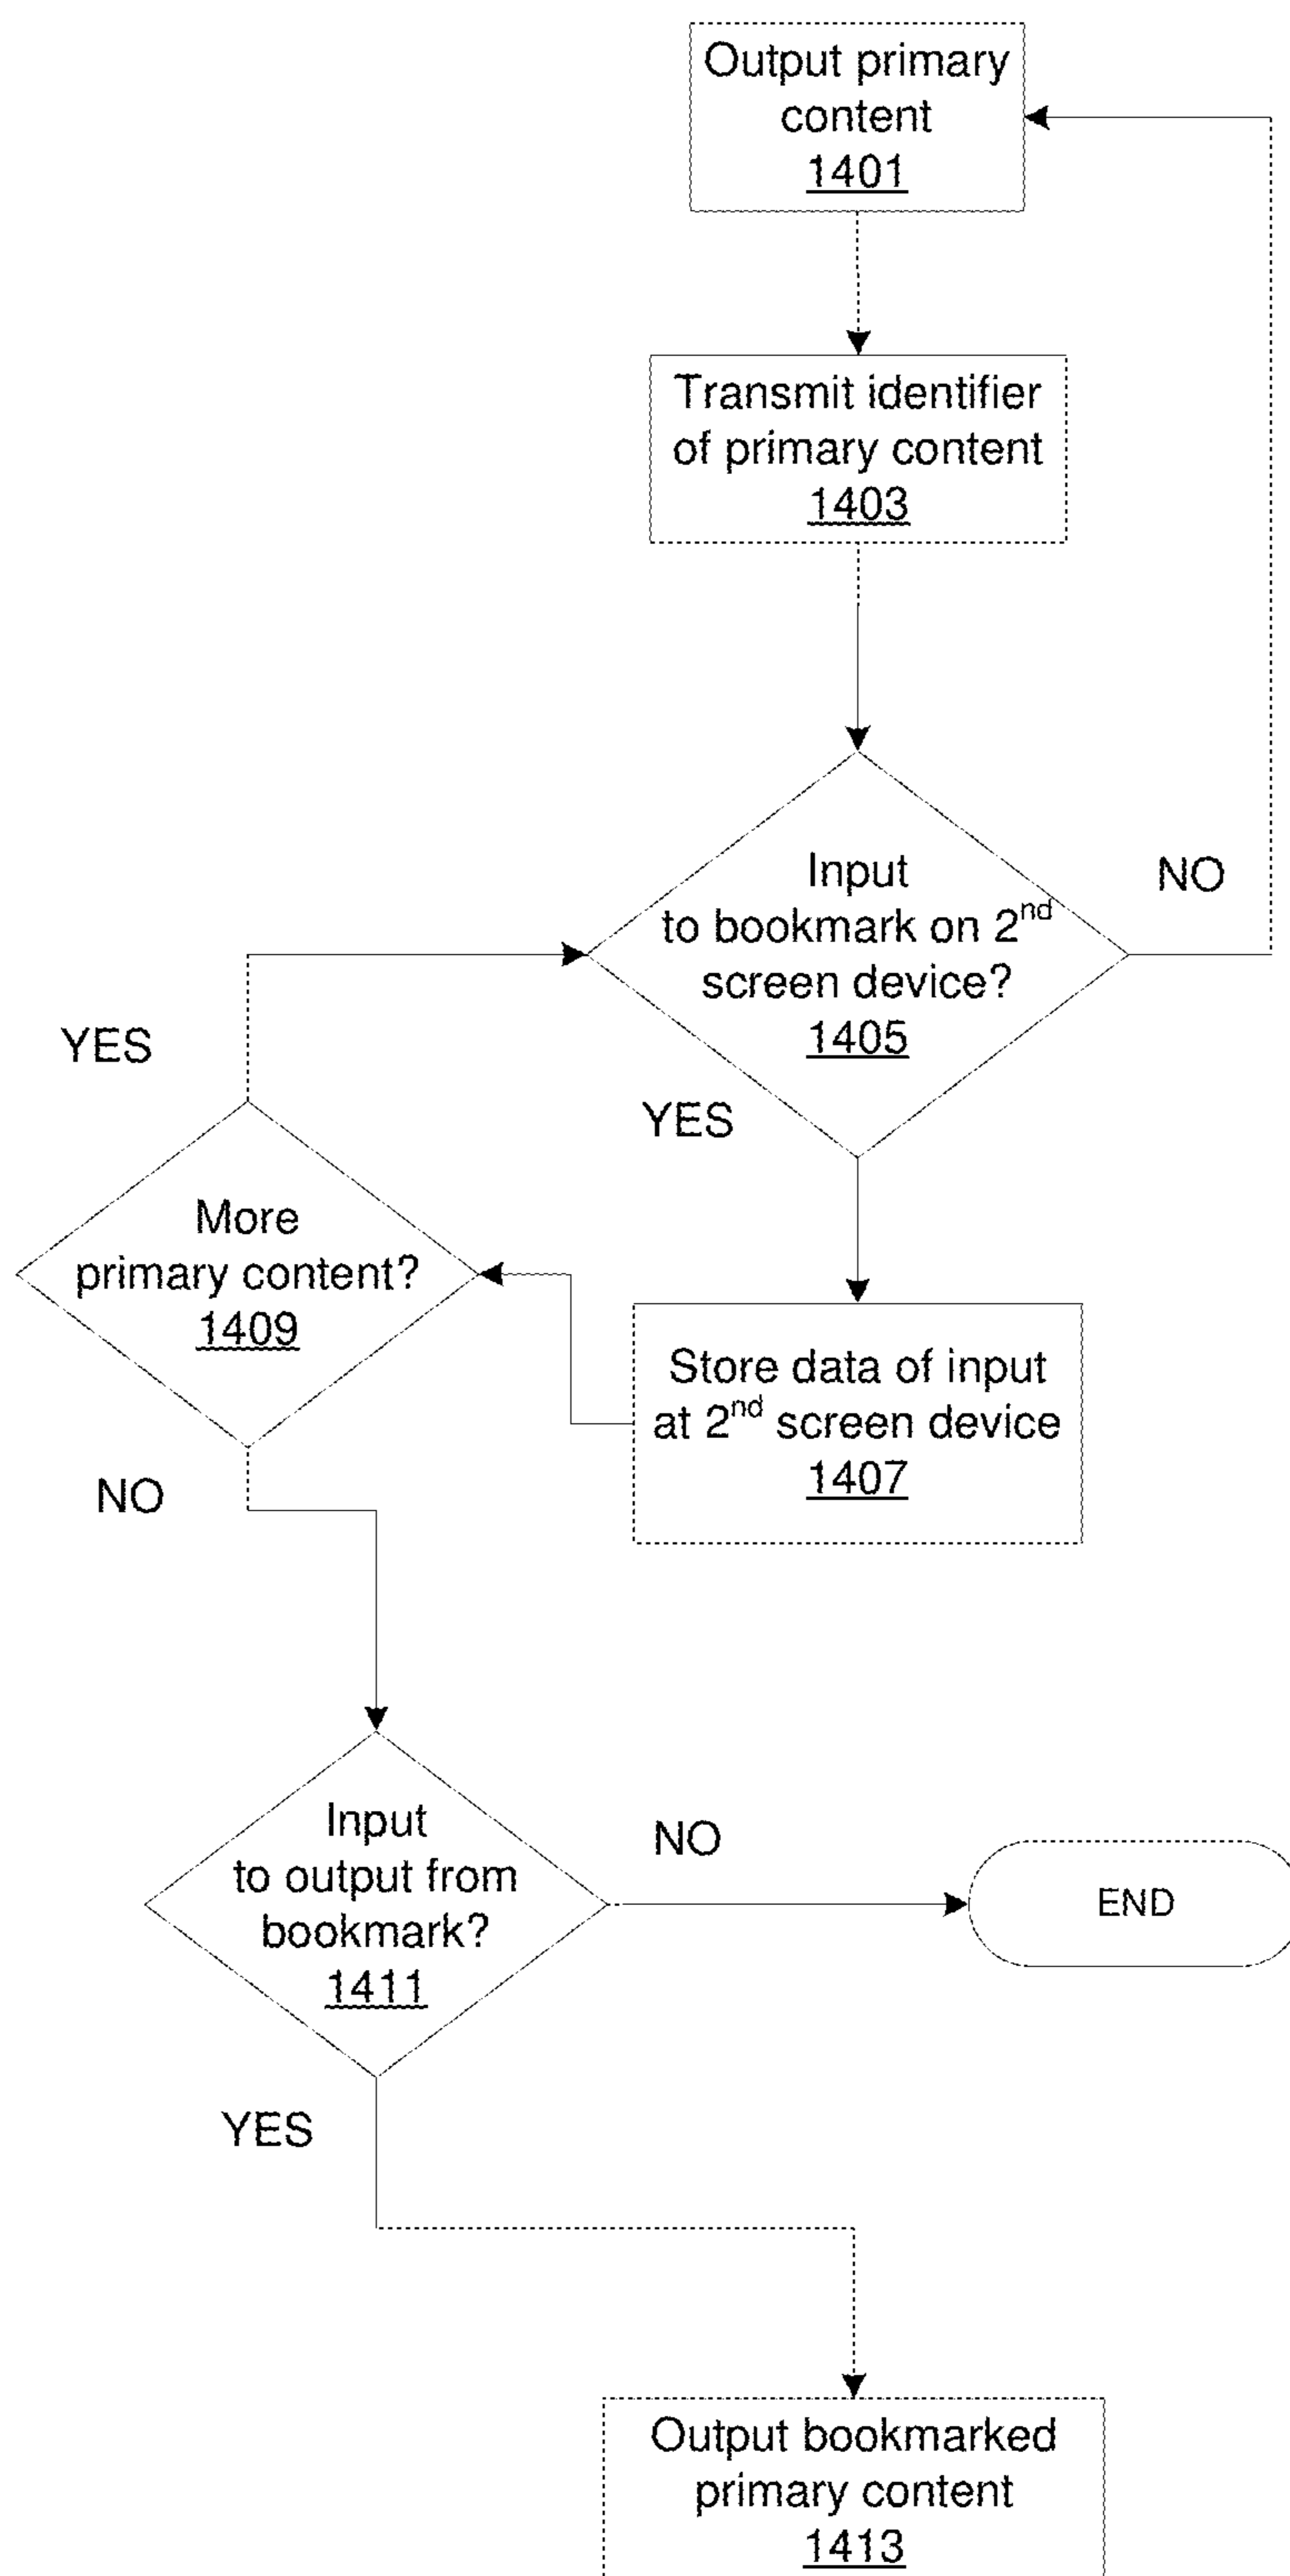 Output primary
content
1401
Transmit identifier
of primary content
1403
Input
to bookmark on 2nd
screen device?
1405
NO
YES
YES
More
primary content?
1409
Store data of input
at 2nd screen device
1407
NO
Input
to output from
bookmark?
1411
NO
END
YES
Output bookmarked
primary content
1413